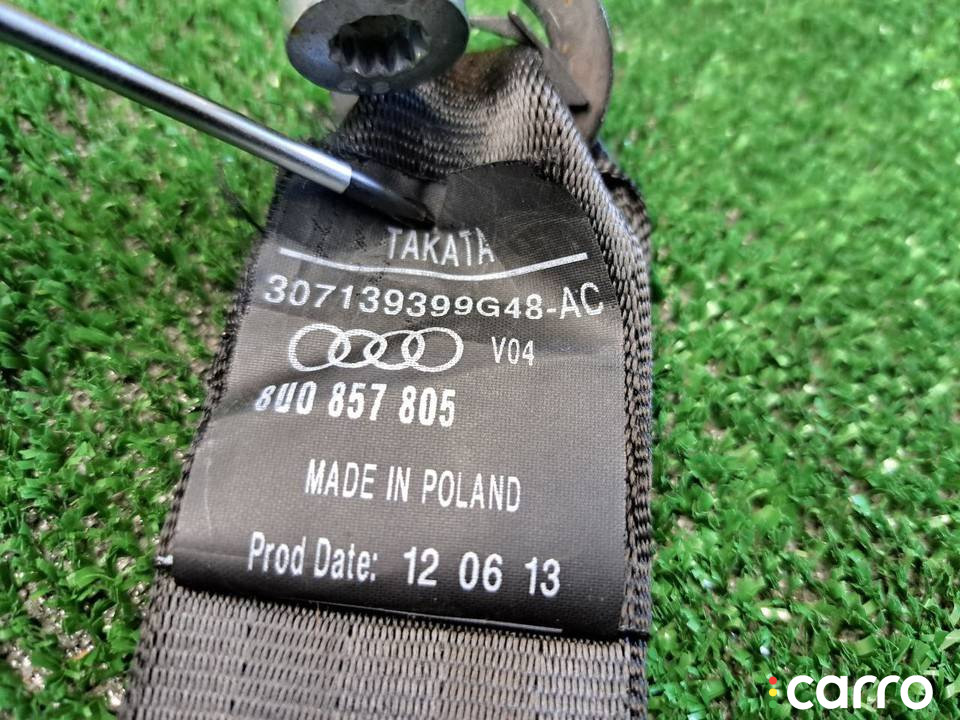 TAKATA
307139399G48-AC
V04
8U0 857 805
MADE IN POLAND
Prod Date: 12 06 13
carro